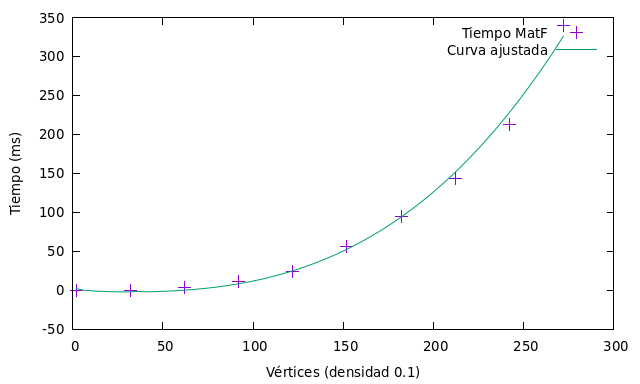 350
300
250
200
150
100
50
0
-50
Tiempo (ms)
Tiempo MatF
Curva ajustada
0 50 100 150 200 250 300
Vértices (densidad 0.1)